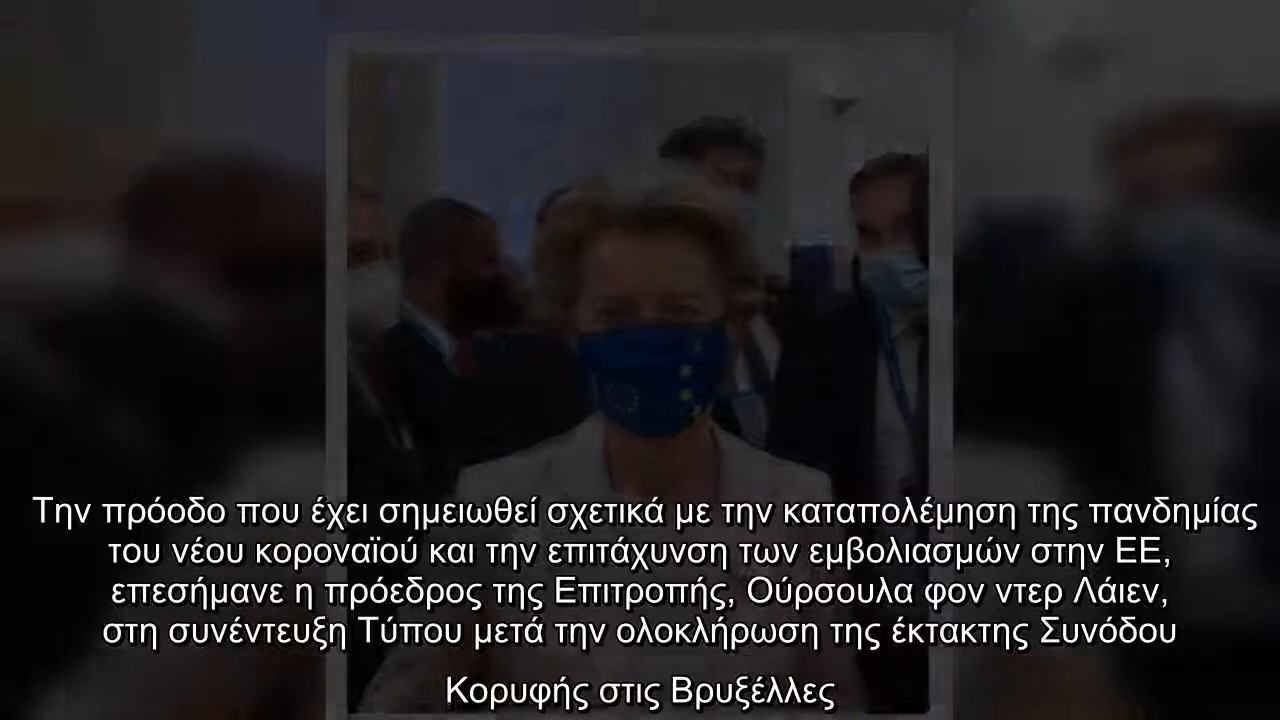 Την πρόοδο που έχει σημειωθεί σχετικά με την καταπολέμηση της πανδημίας
του νέου κοροναϊού και την επιτάχυνση των εμβολιασμών στην ΕΕ,
επεσήμανε η πρόεδρος της Επιτροπής, Ούρσουλα φον ντερ Λάιεν,
στη συνέντευξη Τύπου μετά την ολοκλήρωση της έκτακτης Συνόδου
Κορυφής στις Βρυξέλλες